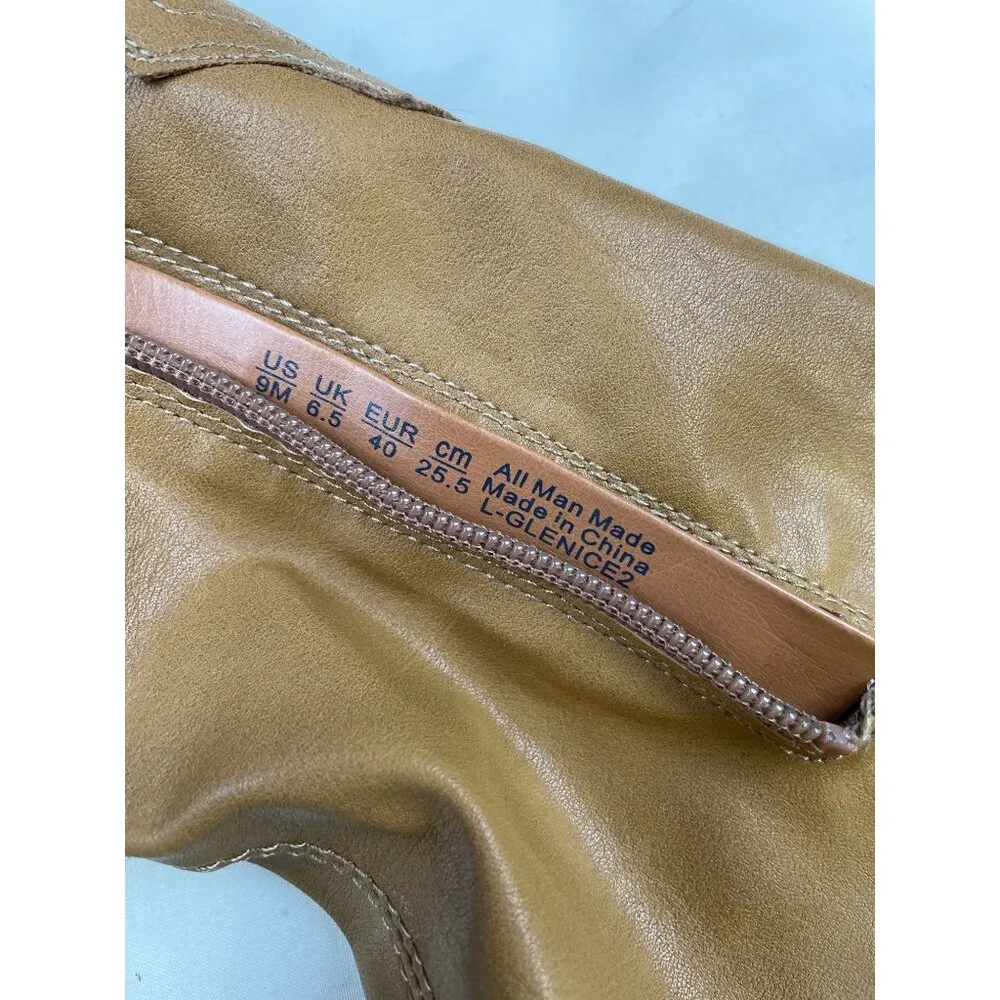 US UK EUR cm
9M 6.5 40 25.5
All Man Made
Made in China
L-GLENICE2